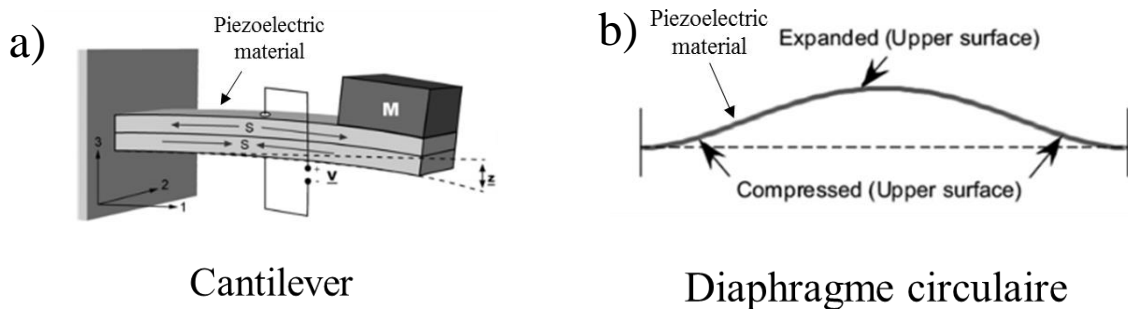 a)
Piezoelectric
material
M
S
S
3
2
1
+
V
-
z
Cantilever
b)
Piezoelectric
material
Expanded (Upper surface)
Compressed (Upper surface)
Diaphragme circulaire